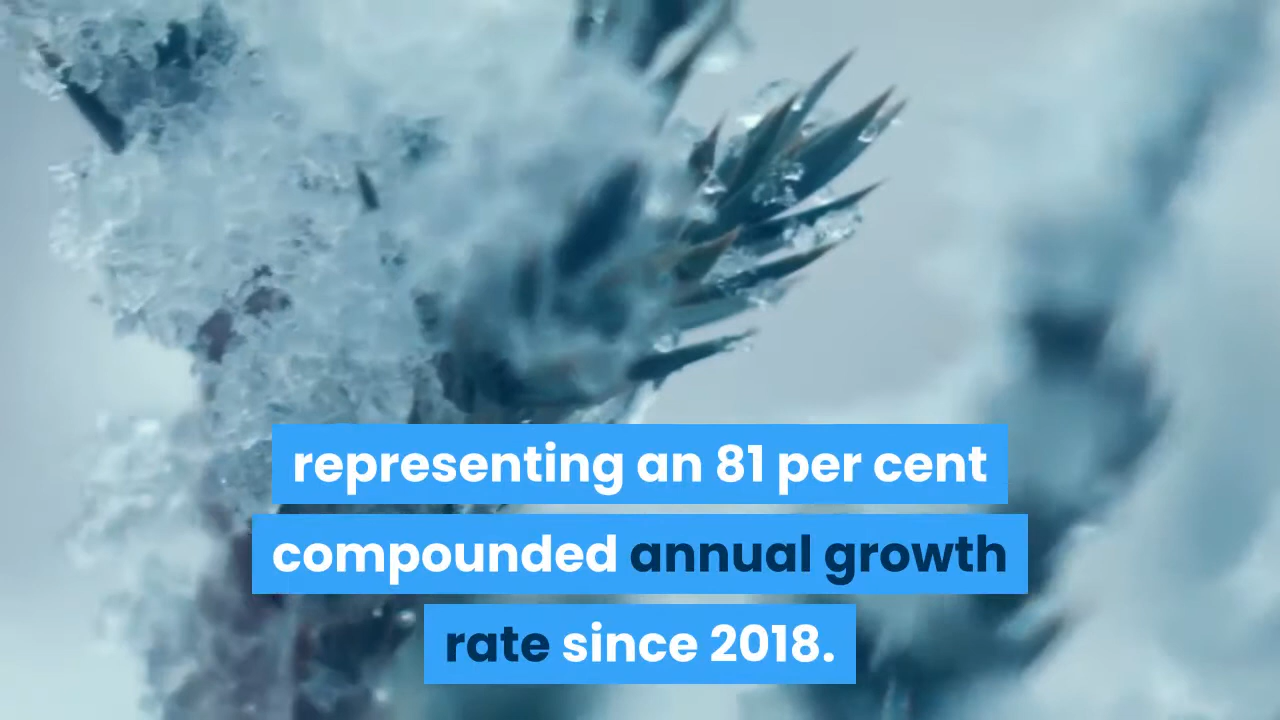 representing an 81 per cent
compounded annual growth
rate since 2018.